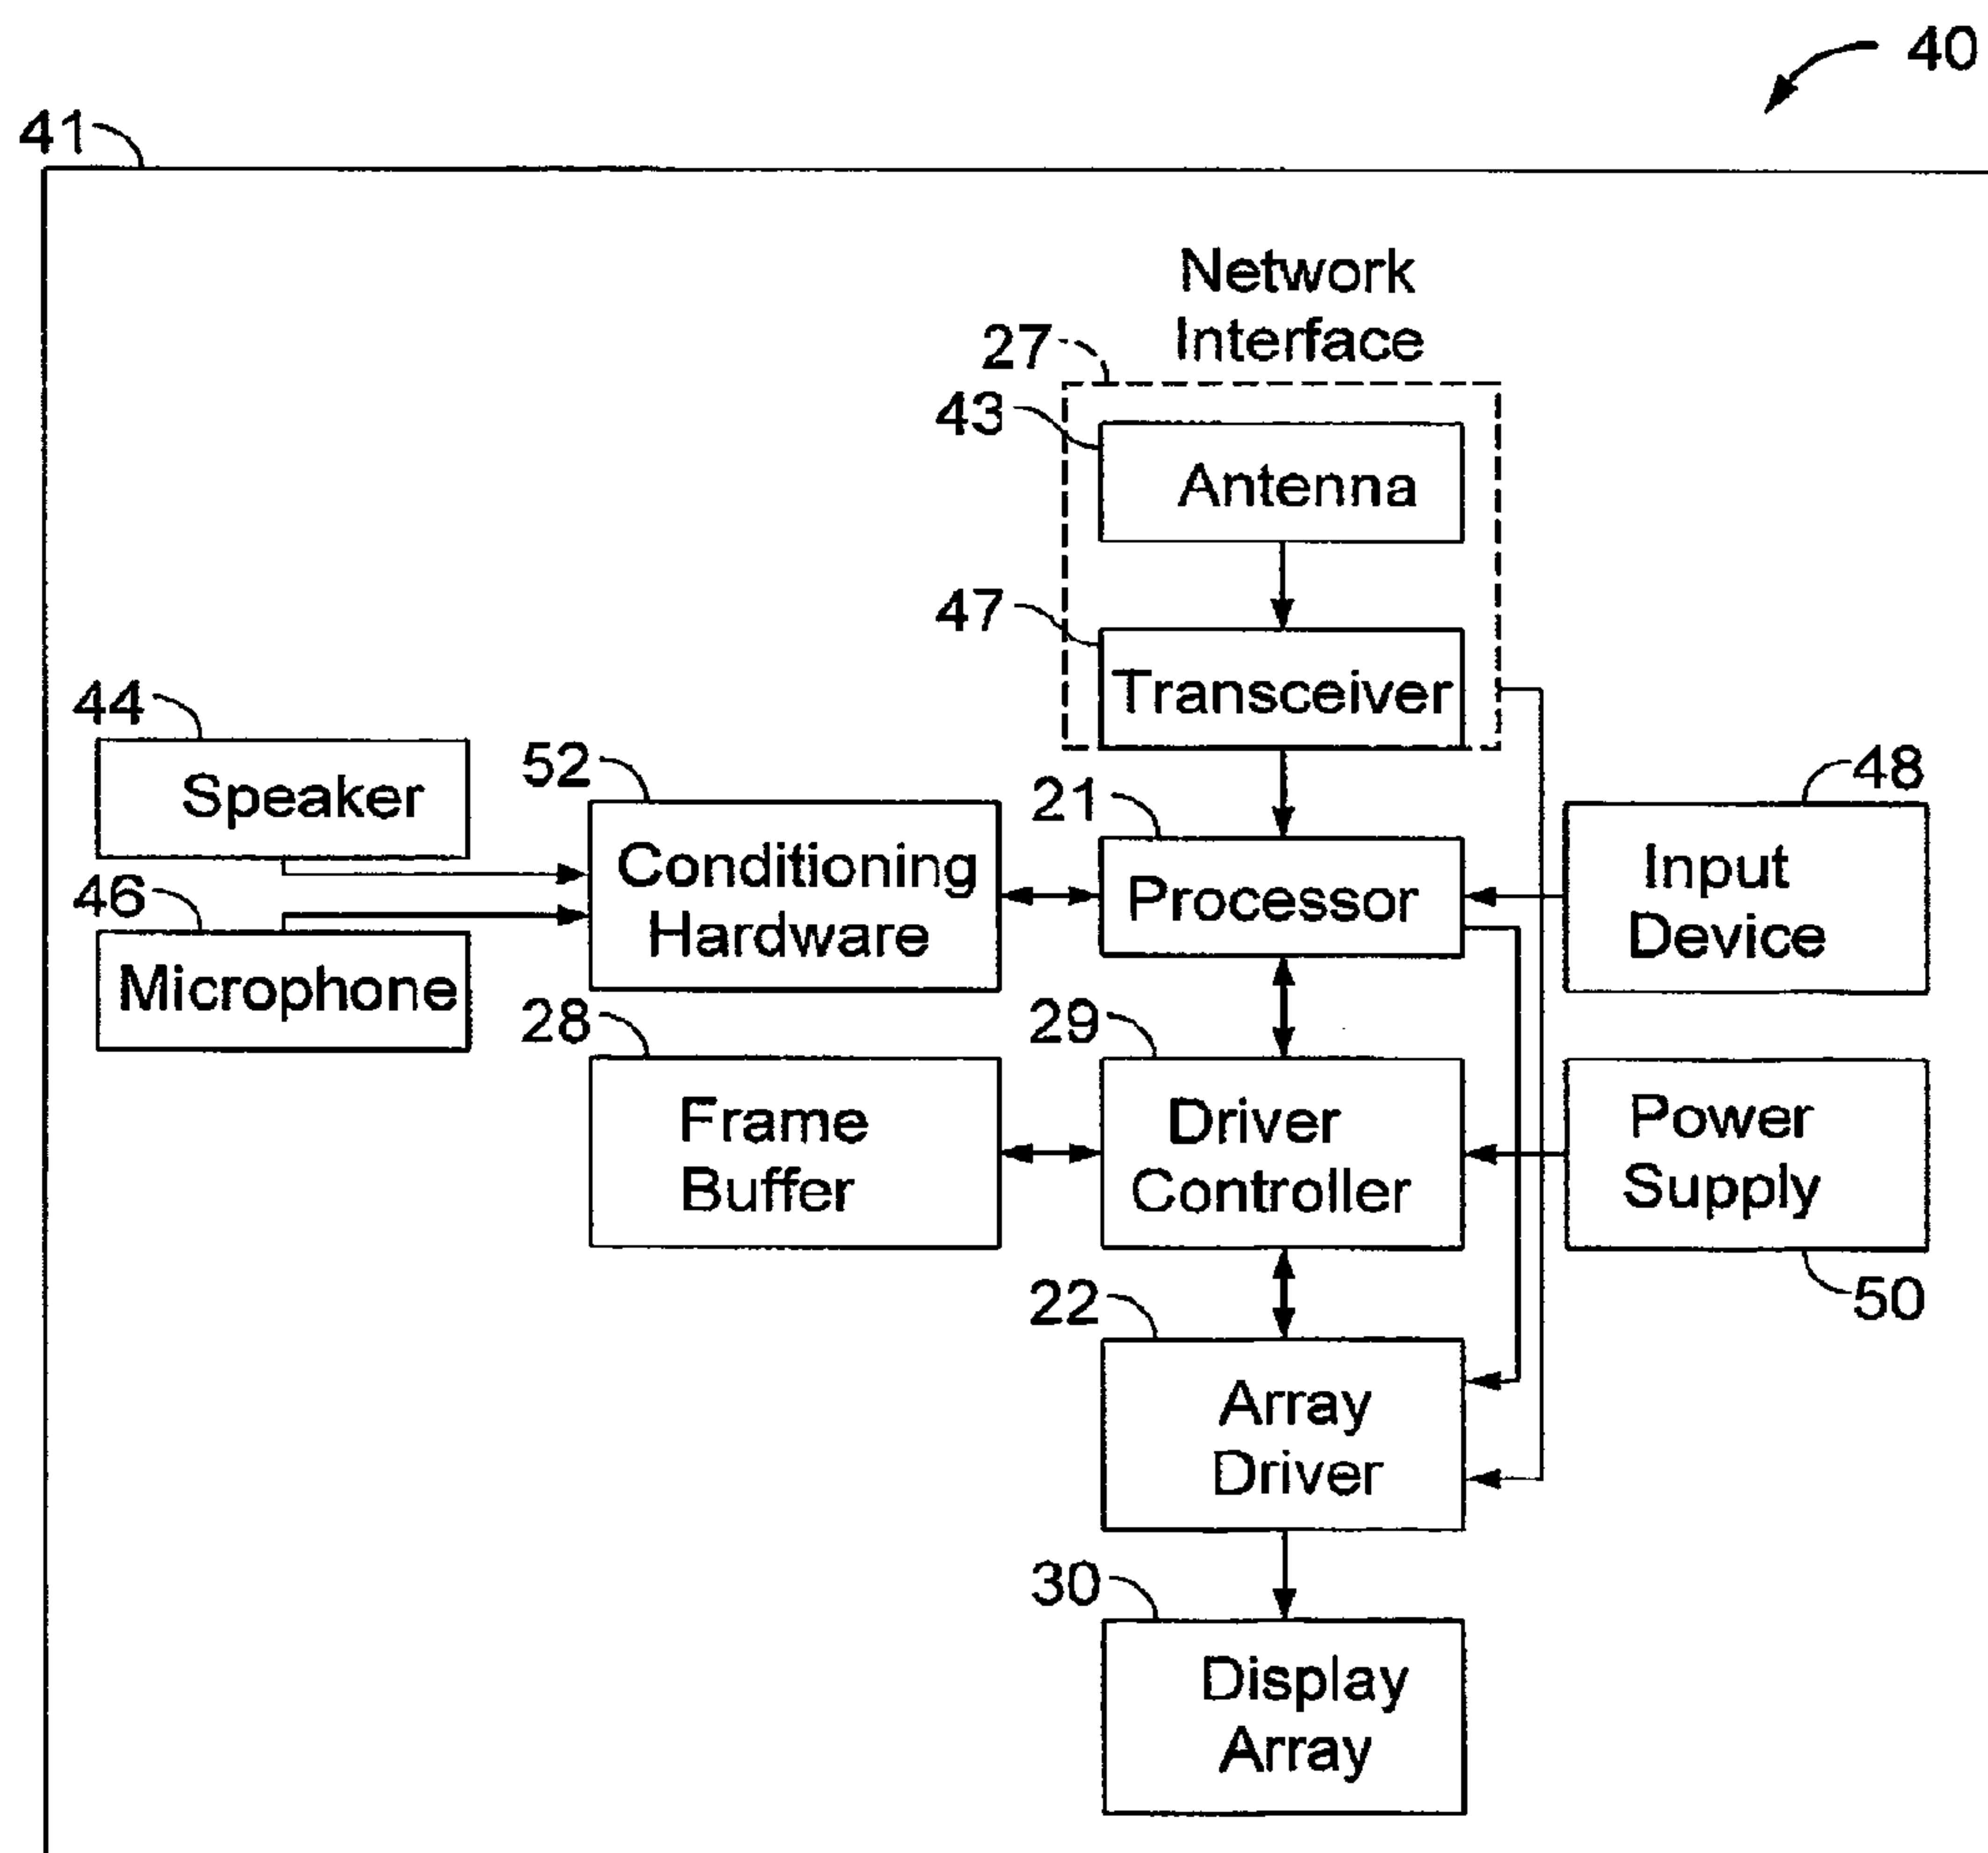 40
41
Network
Interface
27
43
Antenna
47
Transceiver
44
Speaker
52
Conditioning
Hardware
21
Processor
48
Input
Device
46
Microphone
28
Frame
Buffer
29
Driver
Controller
Power
Supply
50
22
Array
Driver
30
Display
Array